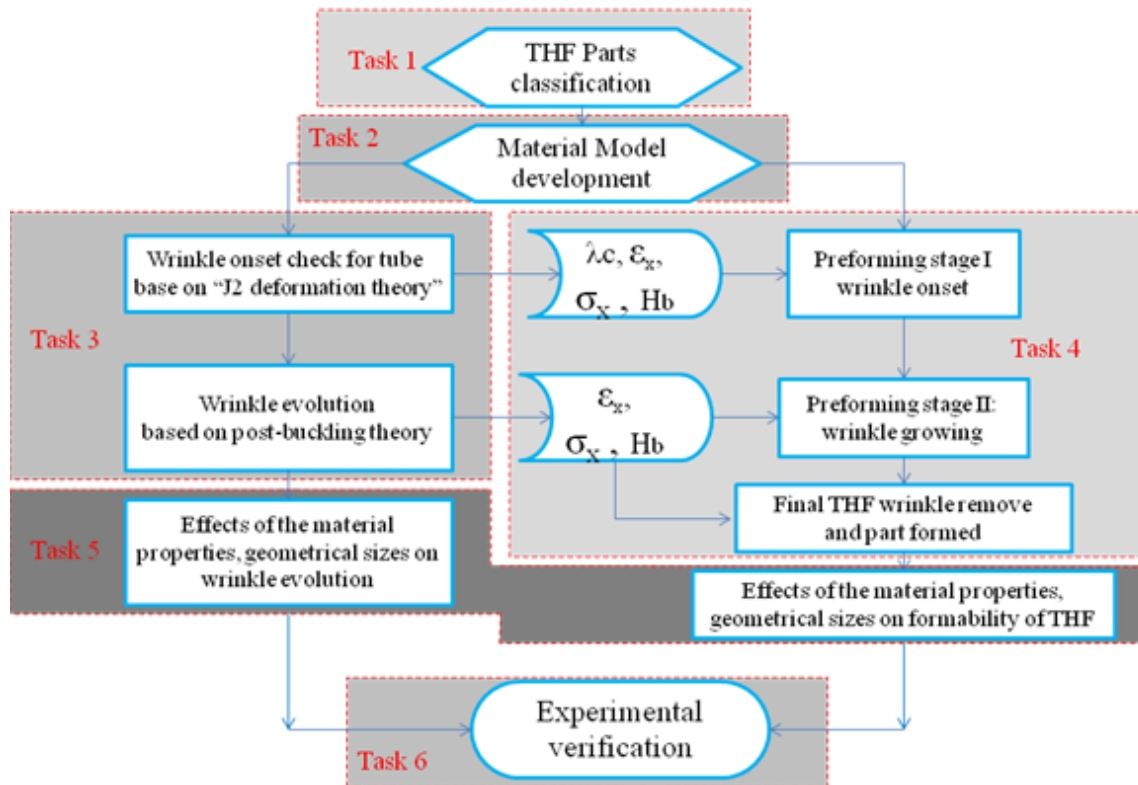 Task 1
THF Parts
classification
Task 2
Material Model
development
Task 3
Wrinkle onset check for tube
base on “J2 deformation theory”
λc, εx,
σx , Hb
Preforming stage I
wrinkle onset
Task 4
Wrinkle evolution
based on post-buckling theory
εx,
σx , Hb
Preforming stage II:
wrinkle growing
Final THF wrinkle remove
and part formed
Task 5
Effects of the material
properties, geometrical sizes on
wrinkle evolution
Effects of the material properties,
geometrical sizes on formability of THF
Experimental
verification
Task 6